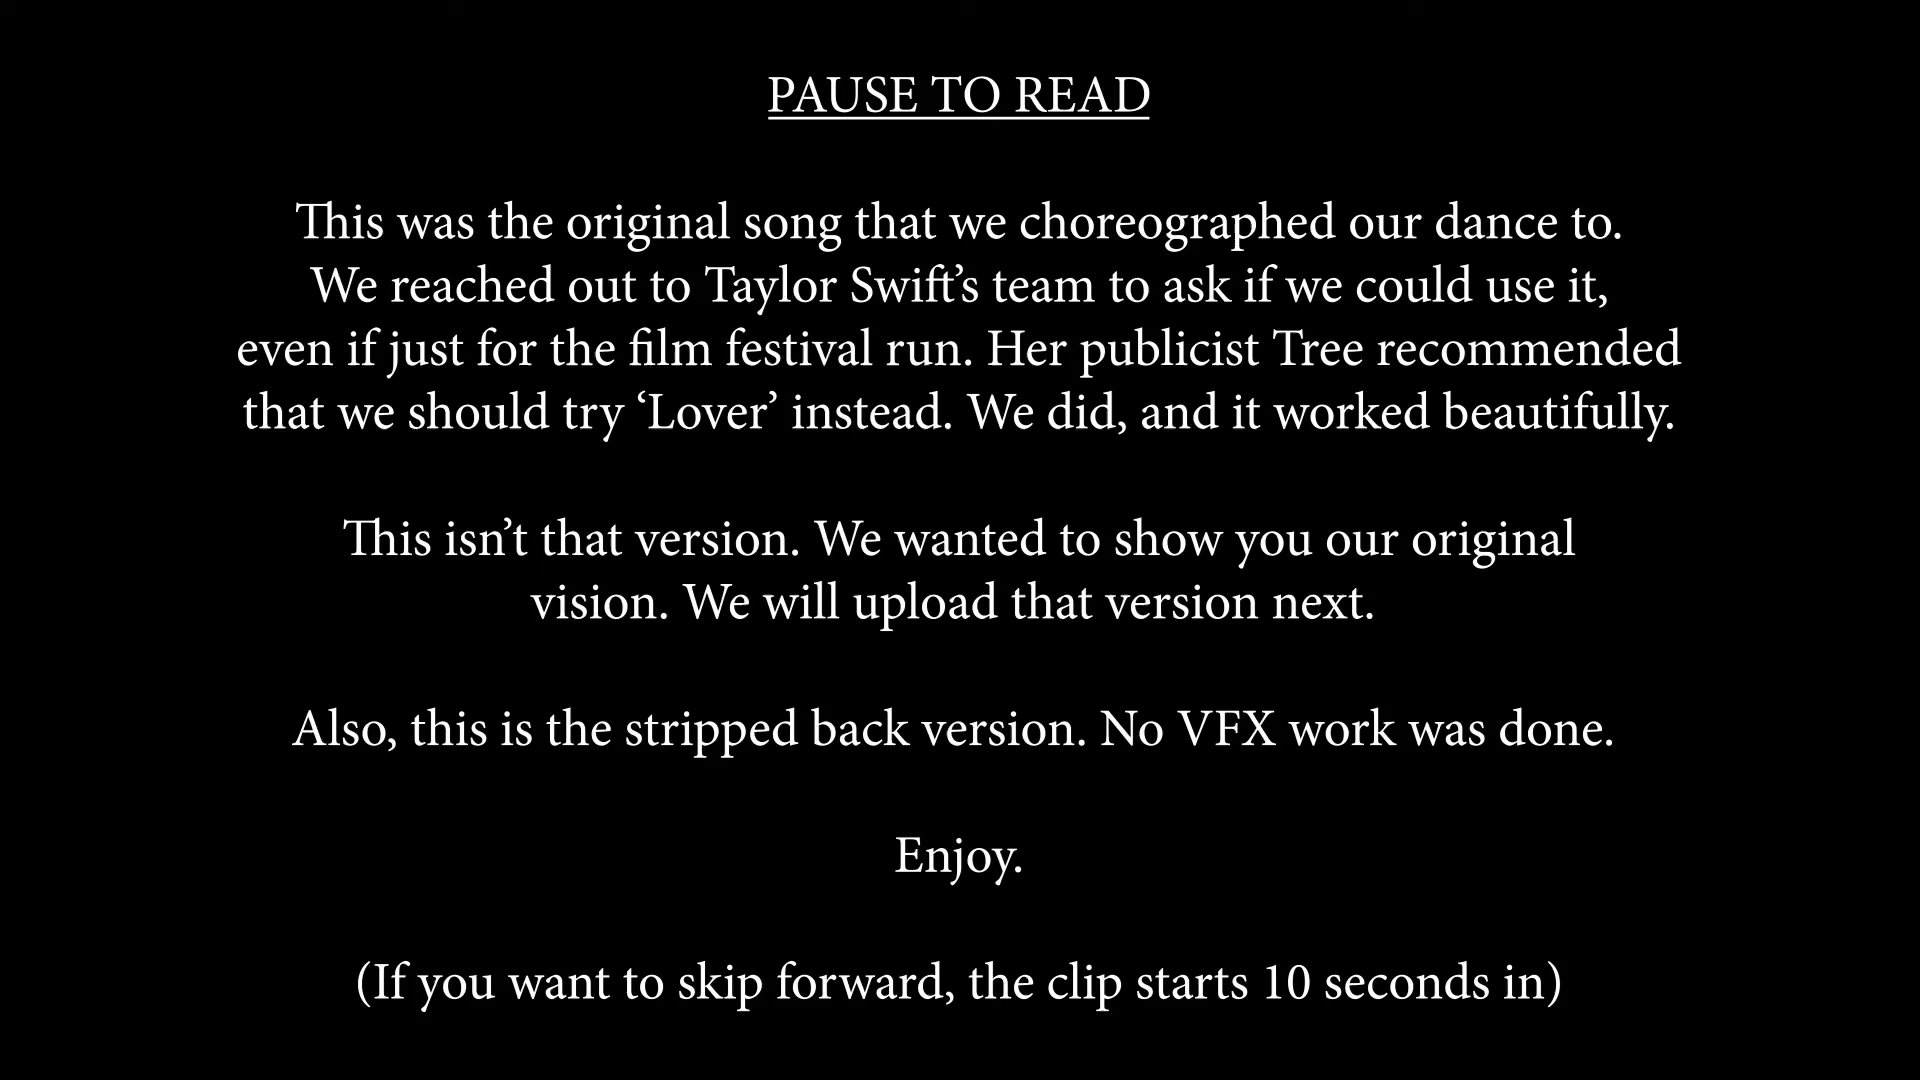 PAUSE TO READ
This was the original song that we choreographed our dance to.
We reached out to Taylor Swift’s team to ask if we could use it,
even if just for the film festival run. Her publicist Tree recommended
that we should try ‘Lover’ instead. We did, and it worked beautifully.
This isn’t that version. We wanted to show you our original
vision. We will upload that version next.
Also, this is the stripped back version. No VFX work was done.
Enjoy.
(If you want to skip forward, the clip starts 10 seconds in)